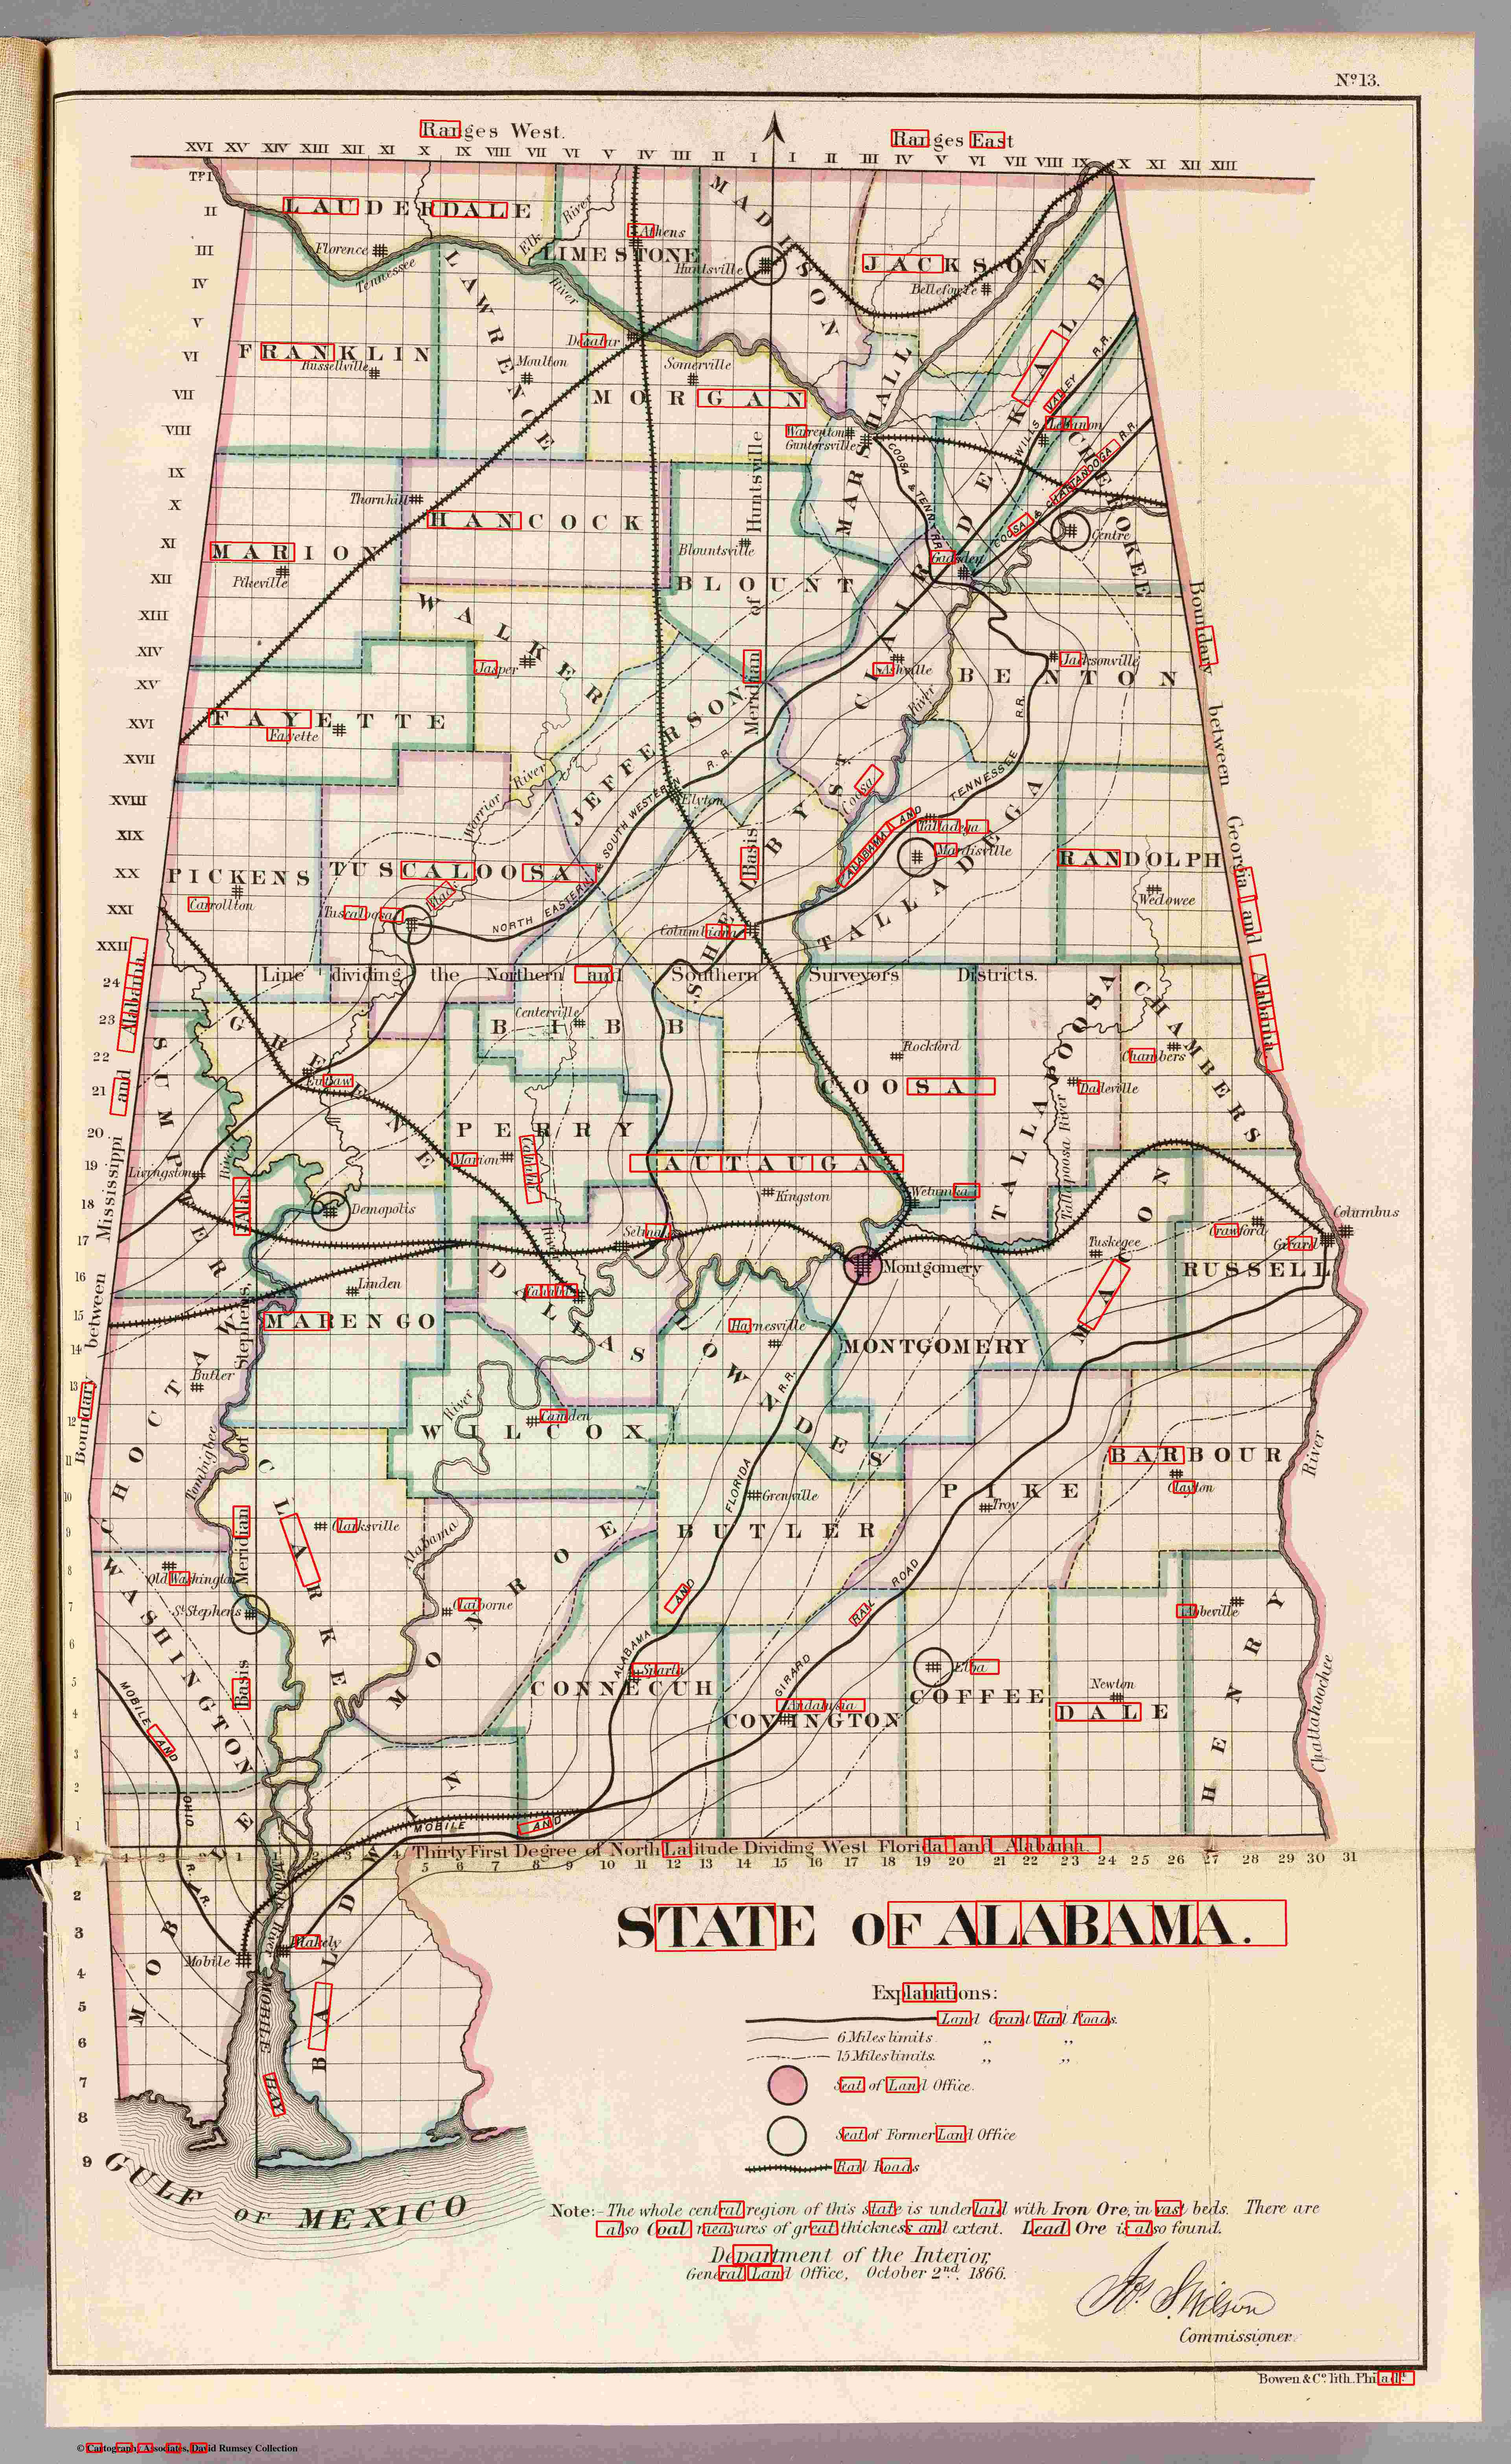 Nº 13.
Ranges West.
Ranges East
XVI XV XIV XIII XII XI X IX VIII VII VI V IV III II I I II III IV V VI VII VIII IX X XI XII XIII
TP I
II
III
IV
V
VI
VII
VIII
IX
X
XI
XII
XIII
XIV
XV
XVI
XVII
XVIII
XIX
XX
XXI
XXII
24
23
22
21
20
19
18
17
16
15
14
13
12
11
10
9
8
7
6
5
4
3
2
1
LAUDERDALE
Florence
Tennessee
River
Elk River
Athens
LIMESTONE
MADISON
Huntsville
JACKSON
Bellefonte
LAWRENCE
Moulton
FRANKLIN
Russellville
Decatur
Somerville
MORGAN
MARSHALL
Warrenton
Guntersville
DE KALB
Lebanon
WILLS VALLEY R.R.
COOSA & TENN. R.R.
COOSA & CHATTANOOGA R.R.
CHEROKEE
Centre
Gadsden
Thornhill
HANCOCK
MARION
Pikeville
Blountsville
BLOUNT
Meridian of Huntsville
Basis
WALKER
Jasper
JEFFERSON
Elyton
ST CLAIR
Ashville
BENTON
Jacksonville
River
Coosa
R.R.
FAYETTE
Fayette
Warrior River
NORTH EASTERN & SOUTH WESTERN R.R.
ALABAMA AND TENNESSEE
Talladega
Mardisville
TALLADEGA
RANDOLPH
Wedowee
PICKENS
Carrollton
TUSCALOOSA
Tuscaloosa
Black
SHELBY
Columbiana
Boundary between Georgia and Alabama.
Boundary between Mississippi and Alabama.
Line dividing the Northern and Southern Surveyors Districts.
GREENE
Eutaw
SUMPTER
Livingston
BIBB
Centerville
PERRY
Marion
Cahaba River
COOSA
Rockford
TALLAPOOSA
Dadeville
Tallapoosa River
CHAMBERS
Chambers
AUTAUGA
Kingston
Wetumka
Demopolis
Linden
MARENGO
River
Ala.
Selma
Cahaba
DALLAS
Montgomery
MONTGOMERY
Tuskegee
MACON
Crawford
Girard
Columbus
RUSSELL
LOWNDES
Haynesville
CHOCTAW
Butler
Meridian of Stephens.
Basis
Tombigbee
WILCOX
Camden
River
Alabama
CLARKE
Clarksville
MONROE
Claiborne
BUTLER
Grenville
ALABAMA AND FLORIDA R.R.
PIKE
Troy
BARBOUR
Clayton
River
Chattahoochee
WASHINGTON
Old Washington
St Stephens
MOBILE AND OHIO R.R.
CONNECUH
Sparta
COVINGTON
Andalusia
MOBILE AND GIRARD RAIL ROAD
COFFEE
Elba
DALE
Newton
HENRY
Abbeville
Thirty First Degree of North Latitude Dividing West Florida and Alabama.
4 3 2 1 2 3 4 5 6 7 8 9 10 11 12 13 14 15 16 17 18 19 20 21 22 23 24 25 26 27 28 29 30 31
1
2
3
4
5
6
7
8
9
BALDWIN
MOBILE
Mobile
Blakely
River
MOBILE BAY
GULF OF MEXICO
STATE OF ALABAMA.
Explanations:
Land Grant Rail Roads.
6 Miles limits „ „
15 Miles limits. „ „
Seat of Land Office.
Seat of Former Land Office
Rail Roads
Note:- The whole central region of this state is underlaid with Iron Ore, in vast beds. There are
also Coal measures of great thickness and extent. Lead Ore is also found.
Department of the Interior,
General Land Office, October 2nd. 1866.
Jos. S. Wilson
Commissioner.
Bowen & Co. lith. Philada.
© Cartography Associates, David Rumsey Collection